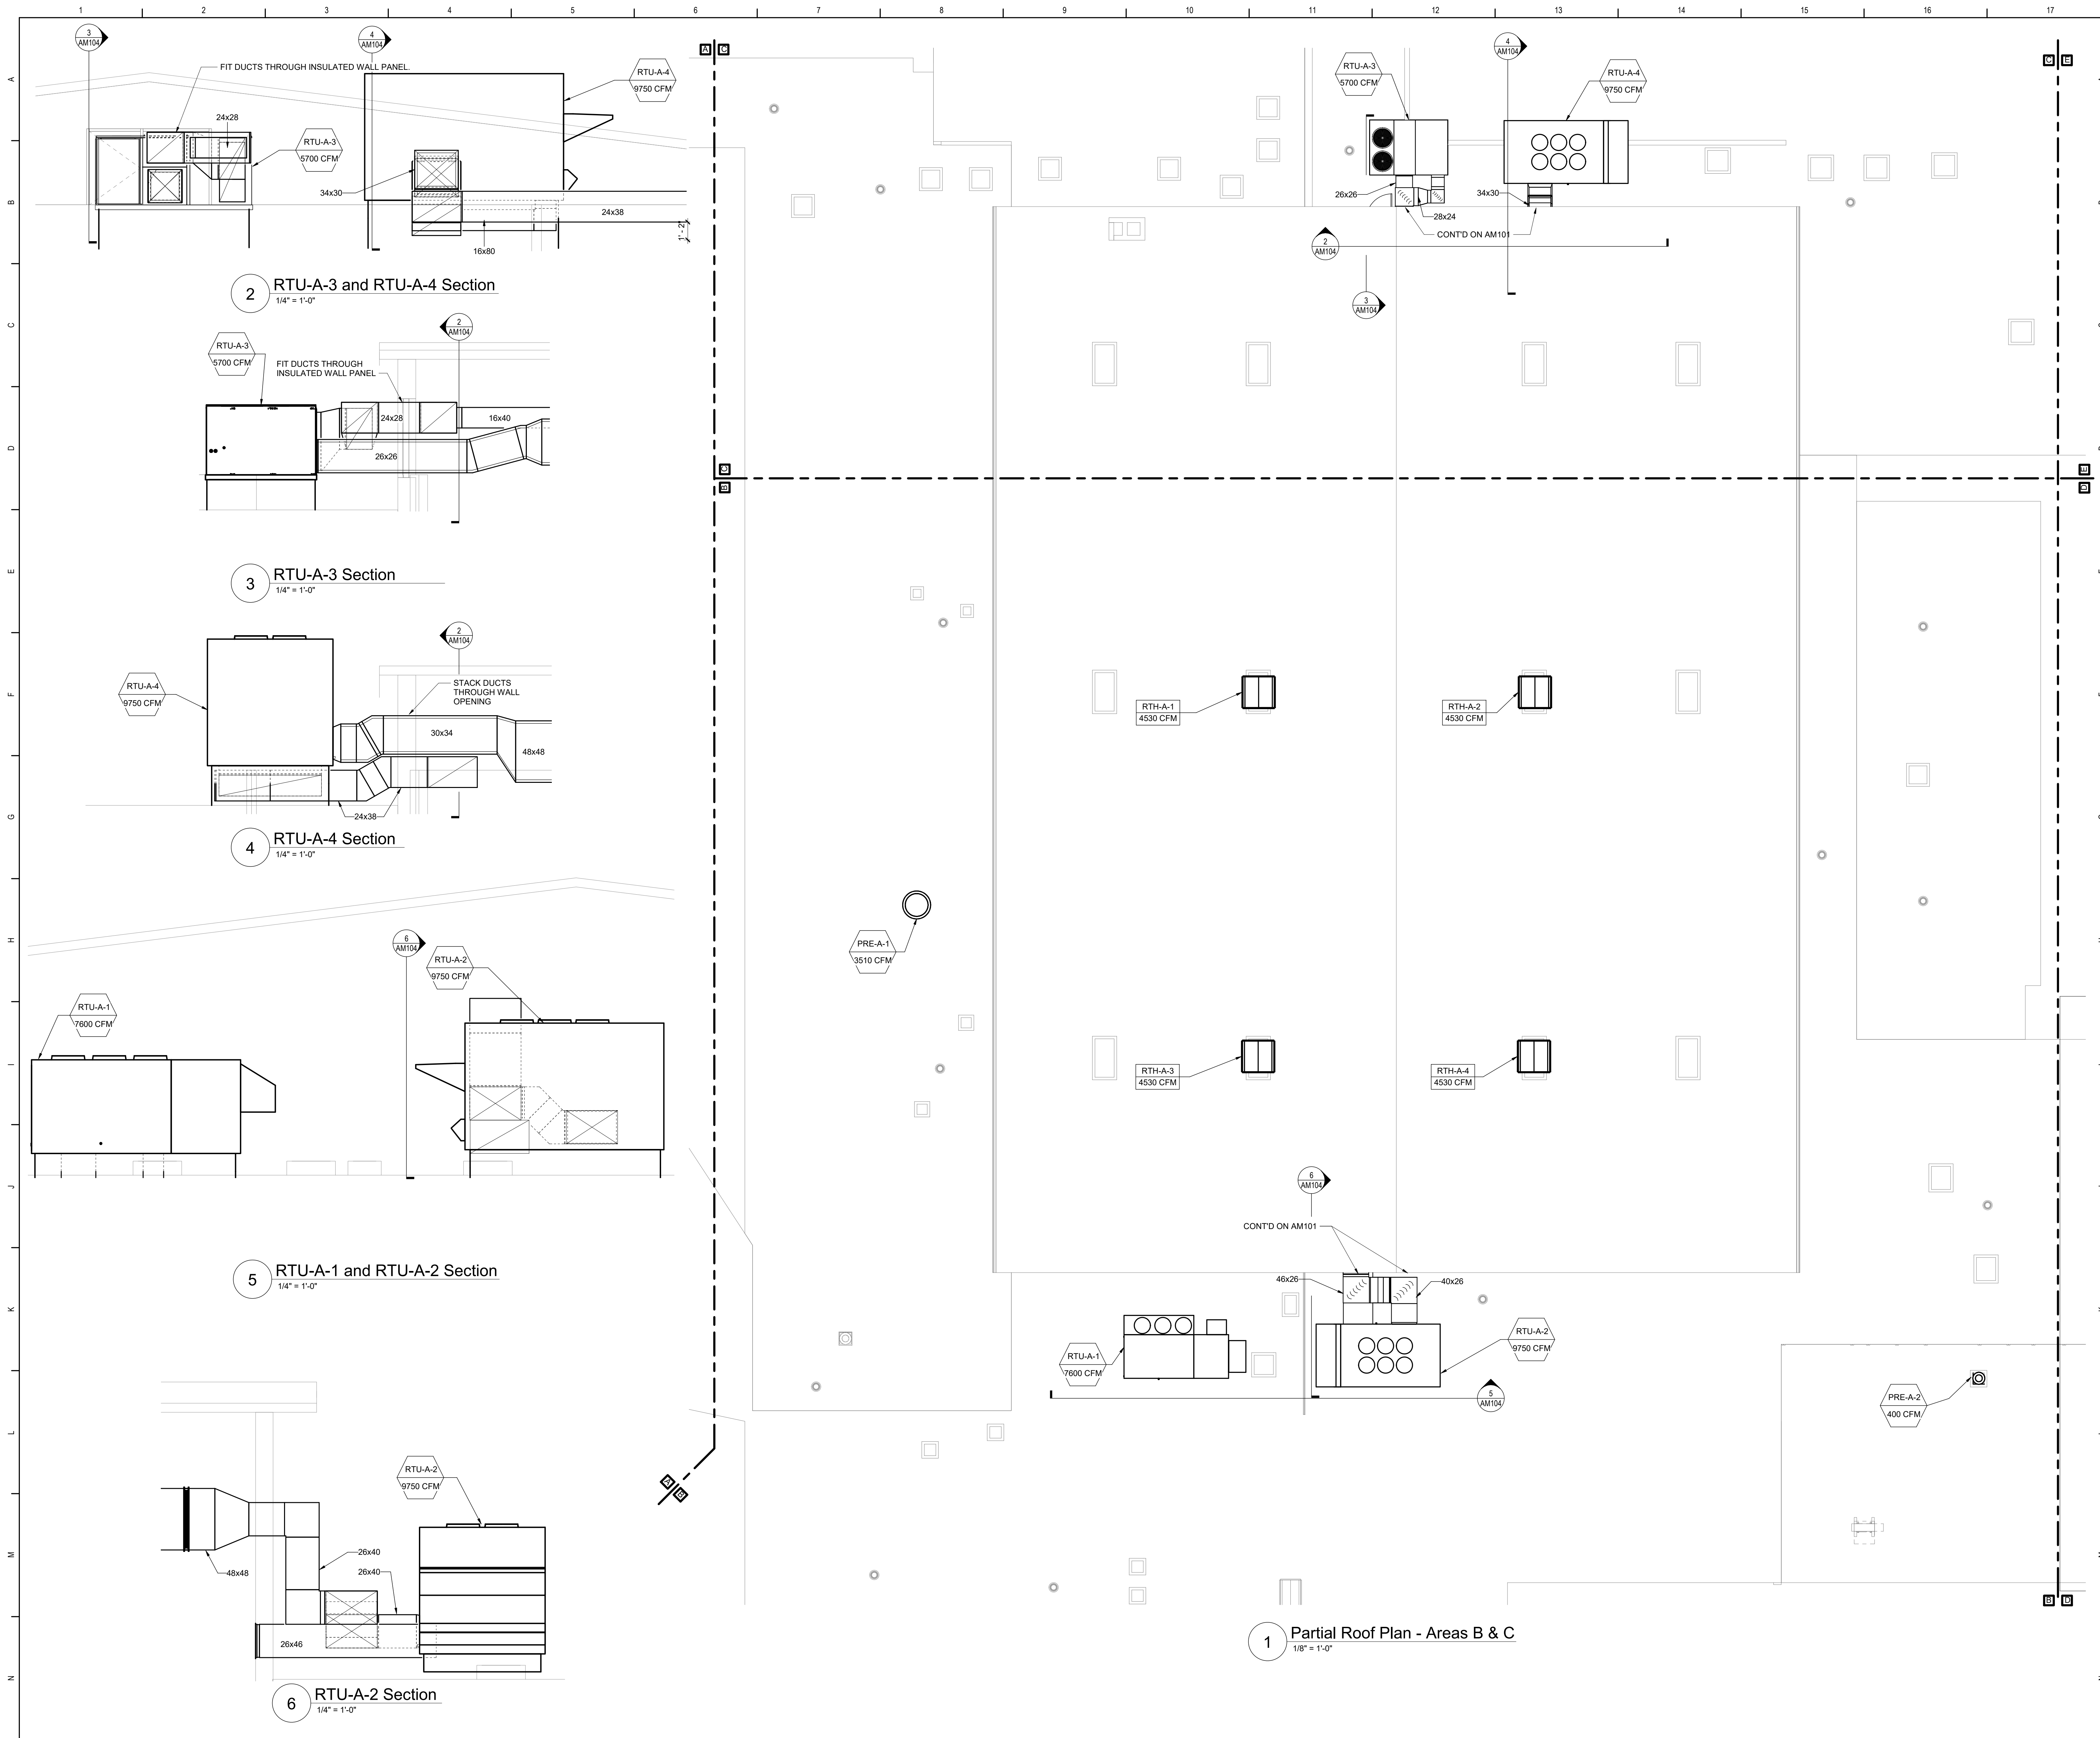 1 2 3 4 5 6 7 8 9 10 11 12 13 14 15 16 17
A
B
C
D
E
F
G
H
I
J
K
L
M
N
3
AM104
4
AM104
FIT DUCTS THROUGH INSULATED WALL PANEL.
RTU-A-4
9750 CFM
24x28
RTU-A-3
5700 CFM
34x30
24x38
1' - 2"
16x80
2
RTU-A-3 and RTU-A-4 Section
1/4" = 1'-0"
2
AM104
RTU-A-3
5700 CFM
FIT DUCTS THROUGH
INSULATED WALL PANEL
24x28
16x40
26x26
3
RTU-A-3 Section
1/4" = 1'-0"
2
AM104
RTU-A-4
9750 CFM
STACK DUCTS
THROUGH WALL
OPENING
30x34
48x48
24x38
4
RTU-A-4 Section
1/4" = 1'-0"
6
AM104
RTU-A-2
9750 CFM
RTU-A-1
7600 CFM
5
RTU-A-1 and RTU-A-2 Section
1/4" = 1'-0"
RTU-A-2
9750 CFM
48x48
26x40
26x40
26x46
6
RTU-A-2 Section
1/4" = 1'-0"
A C
C E
RTU-A-3
5700 CFM
4
AM104
RTU-A-4
9750 CFM
26x26
34x30
28x24
CONT'D ON AM101
2
AM104
3
AM104
C
B
E
D
RTH-A-1
4530 CFM
RTH-A-2
4530 CFM
PRE-A-1
3510 CFM
RTH-A-3
4530 CFM
RTH-A-4
4530 CFM
6
AM104
CONT'D ON AM101
46x26
40x26
RTU-A-1
7600 CFM
RTU-A-2
9750 CFM
5
AM104
PRE-A-2
400 CFM
A
B
B D
1
Partial Roof Plan - Areas B & C
1/8" = 1'-0"